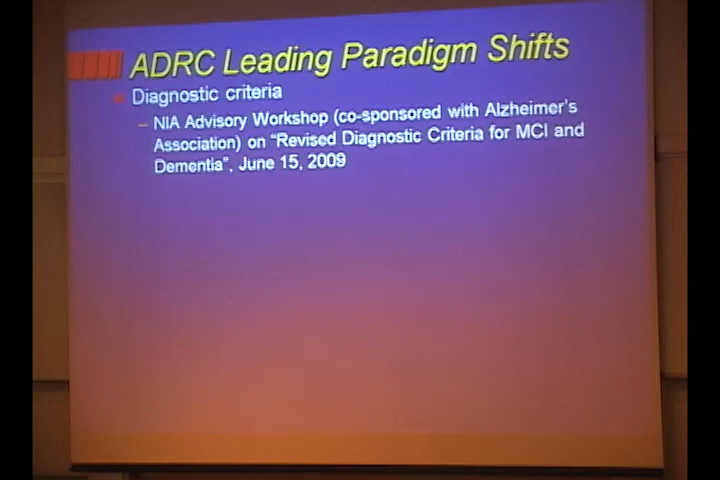 ADRC Leading Paradigm Shifts
Diagnostic criteria
– NIA Advisory Workshop (co-sponsored with Alzheimer's
Association) on "Revised Diagnostic Criteria for MCI and
Dementia", June 15, 2009